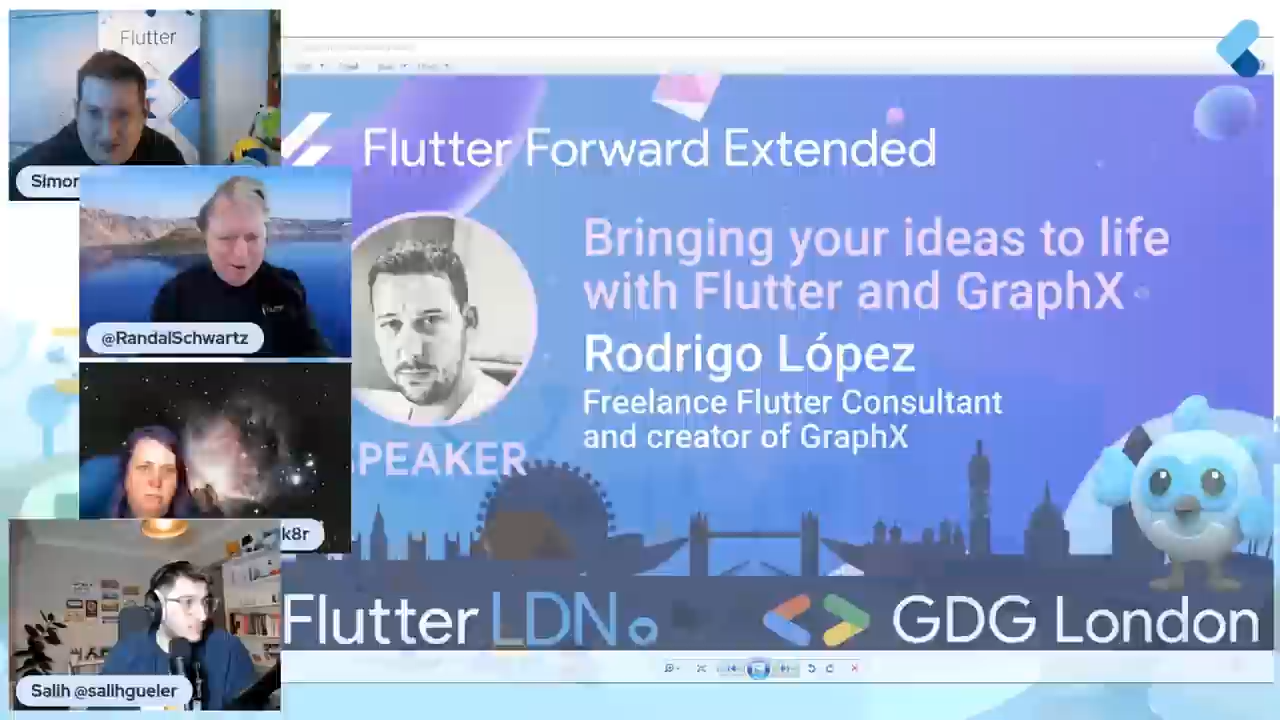 Flutter
Simon
@RandalSchwartz
k8r
Salih @salihgueler
Flutter Forward Extended
Bringing your ideas to life
with Flutter and GraphX
Rodrigo López
Freelance Flutter Consultant
and creator of GraphX
SPEAKER
Flutter LDN
GDG London